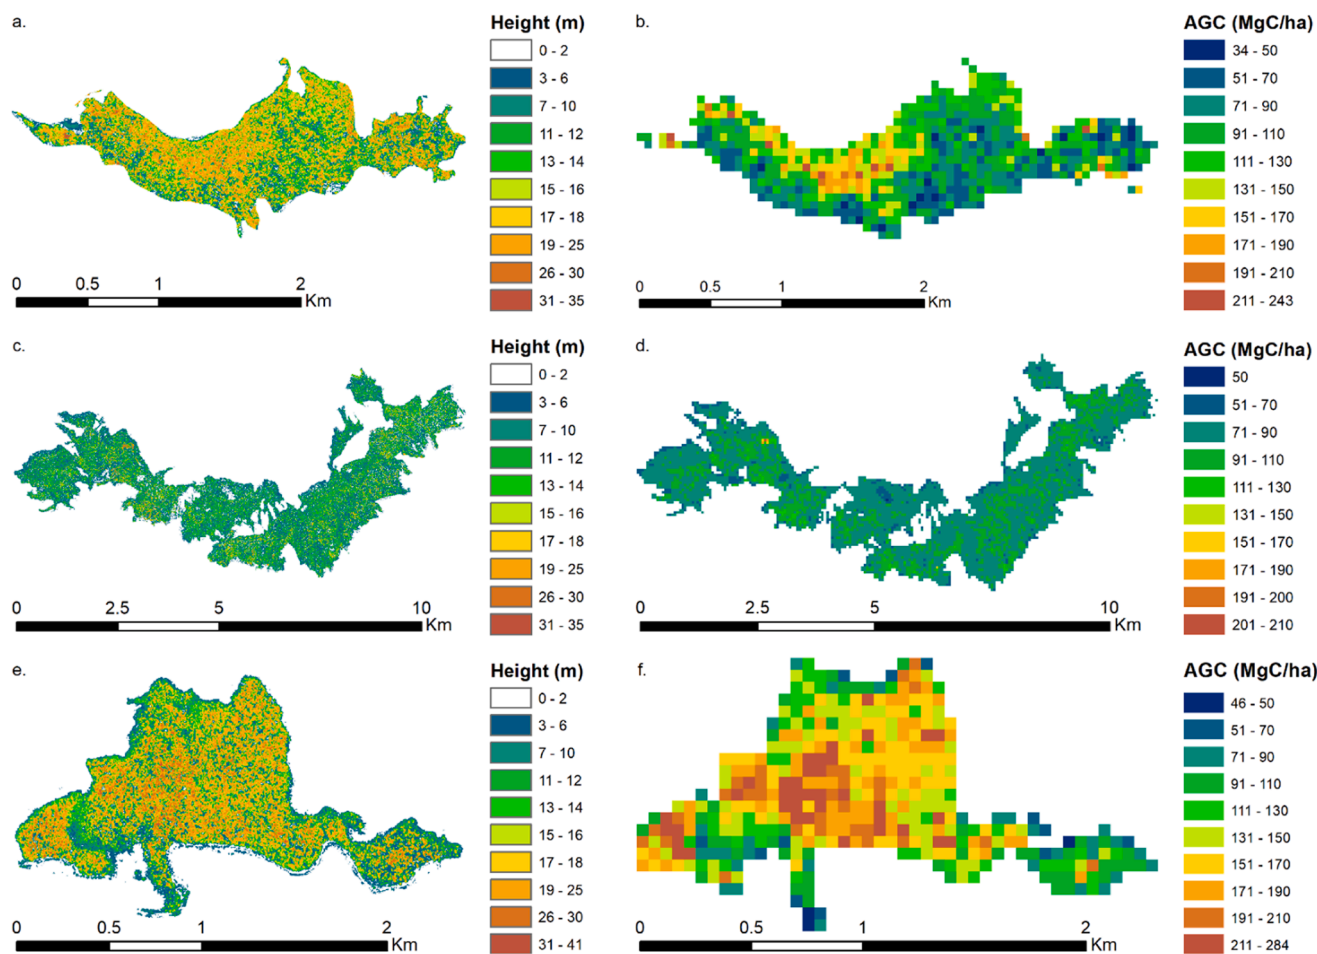 a.
Height (m)
0 - 2
3 - 6
7 - 10
11 - 12
13 - 14
15 - 16
17 - 18
19 - 25
26 - 30
31 - 35
0 0.5 1 2
Km
b.
AGC (MgC/ha)
34 - 50
51 - 70
71 - 90
91 - 110
111 - 130
131 - 150
151 - 170
171 - 190
191 - 210
211 - 243
0 0.5 1 2
Km
c.
Height (m)
0 - 2
3 - 6
7 - 10
11 - 12
13 - 14
15 - 16
17 - 18
19 - 25
26 - 30
31 - 35
0 2.5 5 10
Km
d.
AGC (MgC/ha)
50
51 - 70
71 - 90
91 - 110
111 - 130
131 - 150
151 - 170
171 - 190
191 - 200
201 - 210
0 2.5 5 10
Km
e.
Height (m)
0 - 2
3 - 6
7 - 10
11 - 12
13 - 14
15 - 16
17 - 18
19 - 25
26 - 30
31 - 41
0 0.5 1 2
Km
f.
AGC (MgC/ha)
46 - 50
51 - 70
71 - 90
91 - 110
111 - 130
131 - 150
151 - 170
171 - 190
191 - 210
211 - 284
0 0.5 1 2
Km